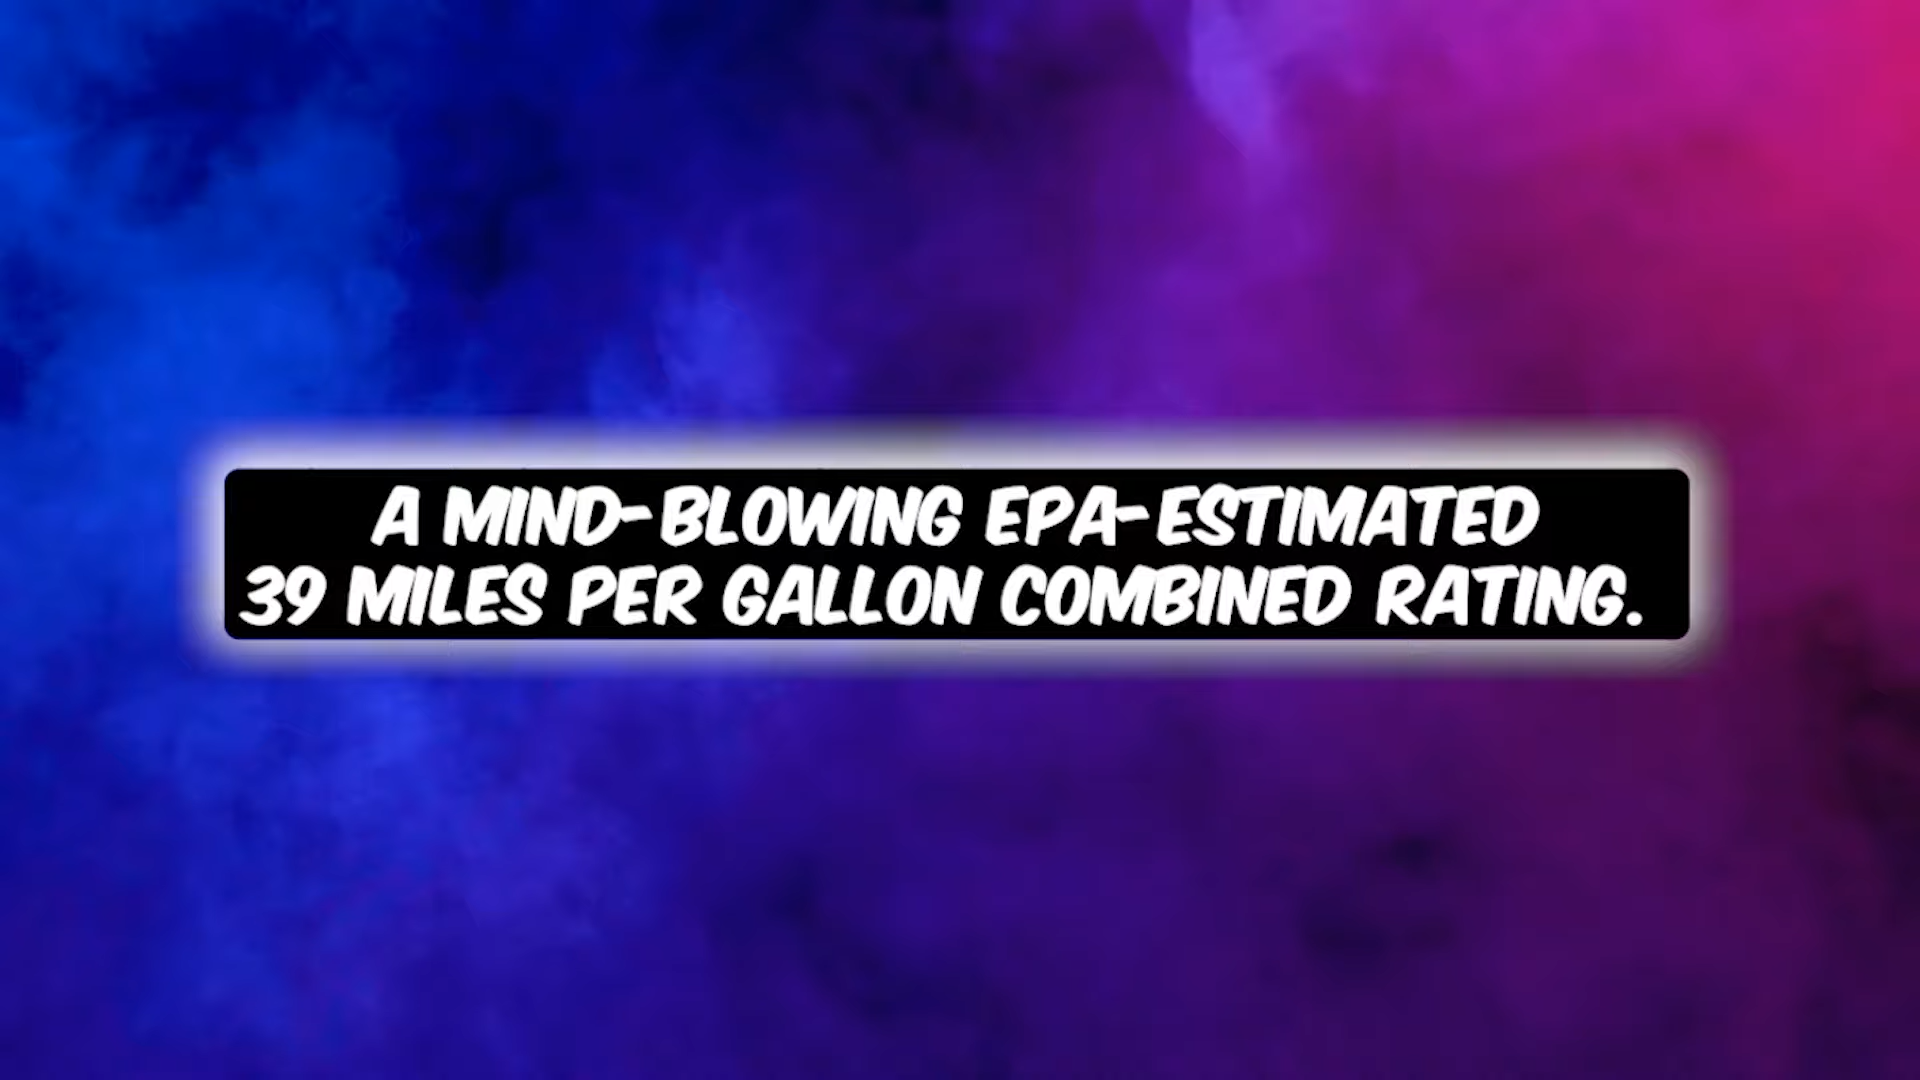 A MIND-BLOWING EPA-ESTIMATED
39 MILES PER GALLON COMBINED RATING.